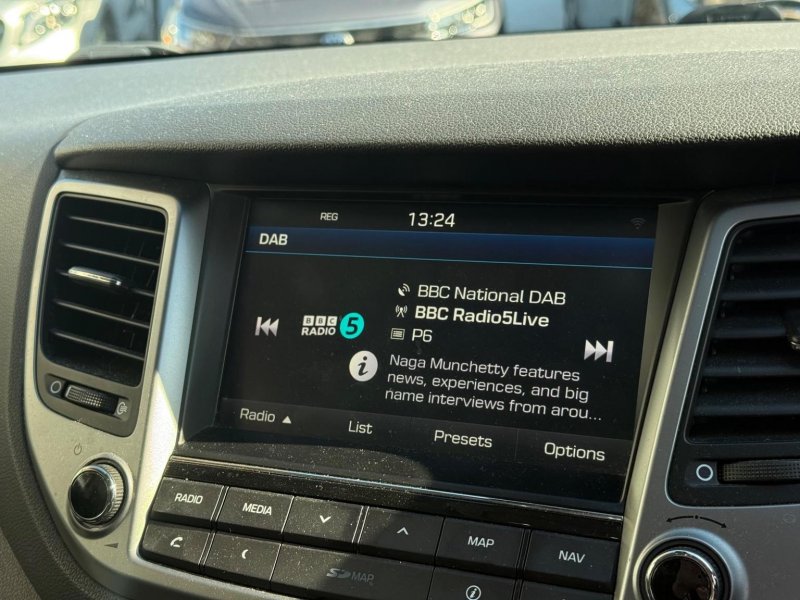 REG
13:24
DAB
BBC National DAB
BBC Radio5Live
P6
BBC
RADIO 5
i
Naga Munchetty features
news, experiences, and big
name interviews from arou...
Radio ▲
List
Presets
Options
RADIO
MEDIA
MAP
NAV
SD MAP
i